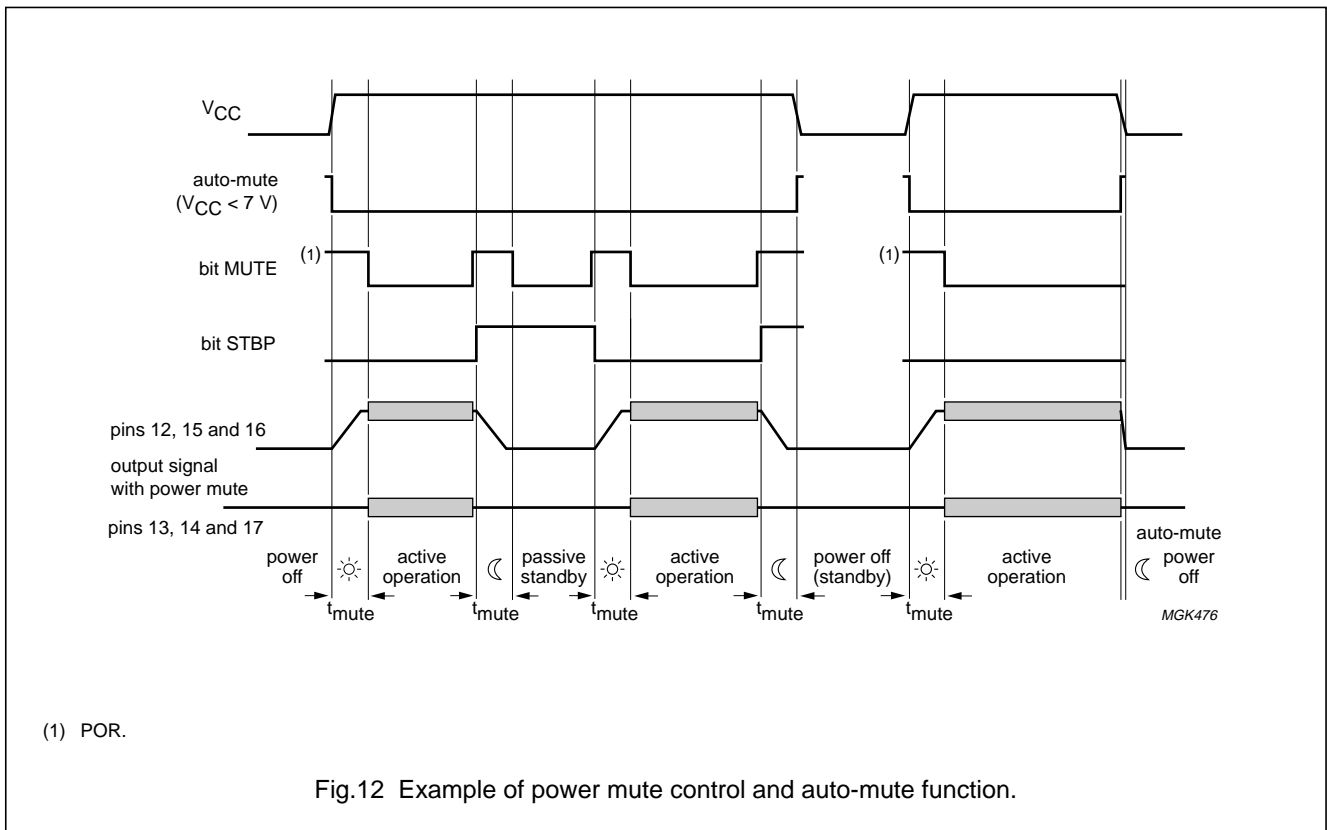 VCC
auto-mute
(VCC < 7 V)
(1)
bit MUTE
(1)
bit STBP
pins 12, 15 and 16
output signal
with power mute
pins 13, 14 and 17
power
off
active
operation
passive
standby
active
operation
power off
(standby)
active
operation
auto-mute
power
off
tmute
tmute
tmute
tmute
tmute
MGK476
(1) POR.
Fig.12 Example of power mute control and auto-mute function.